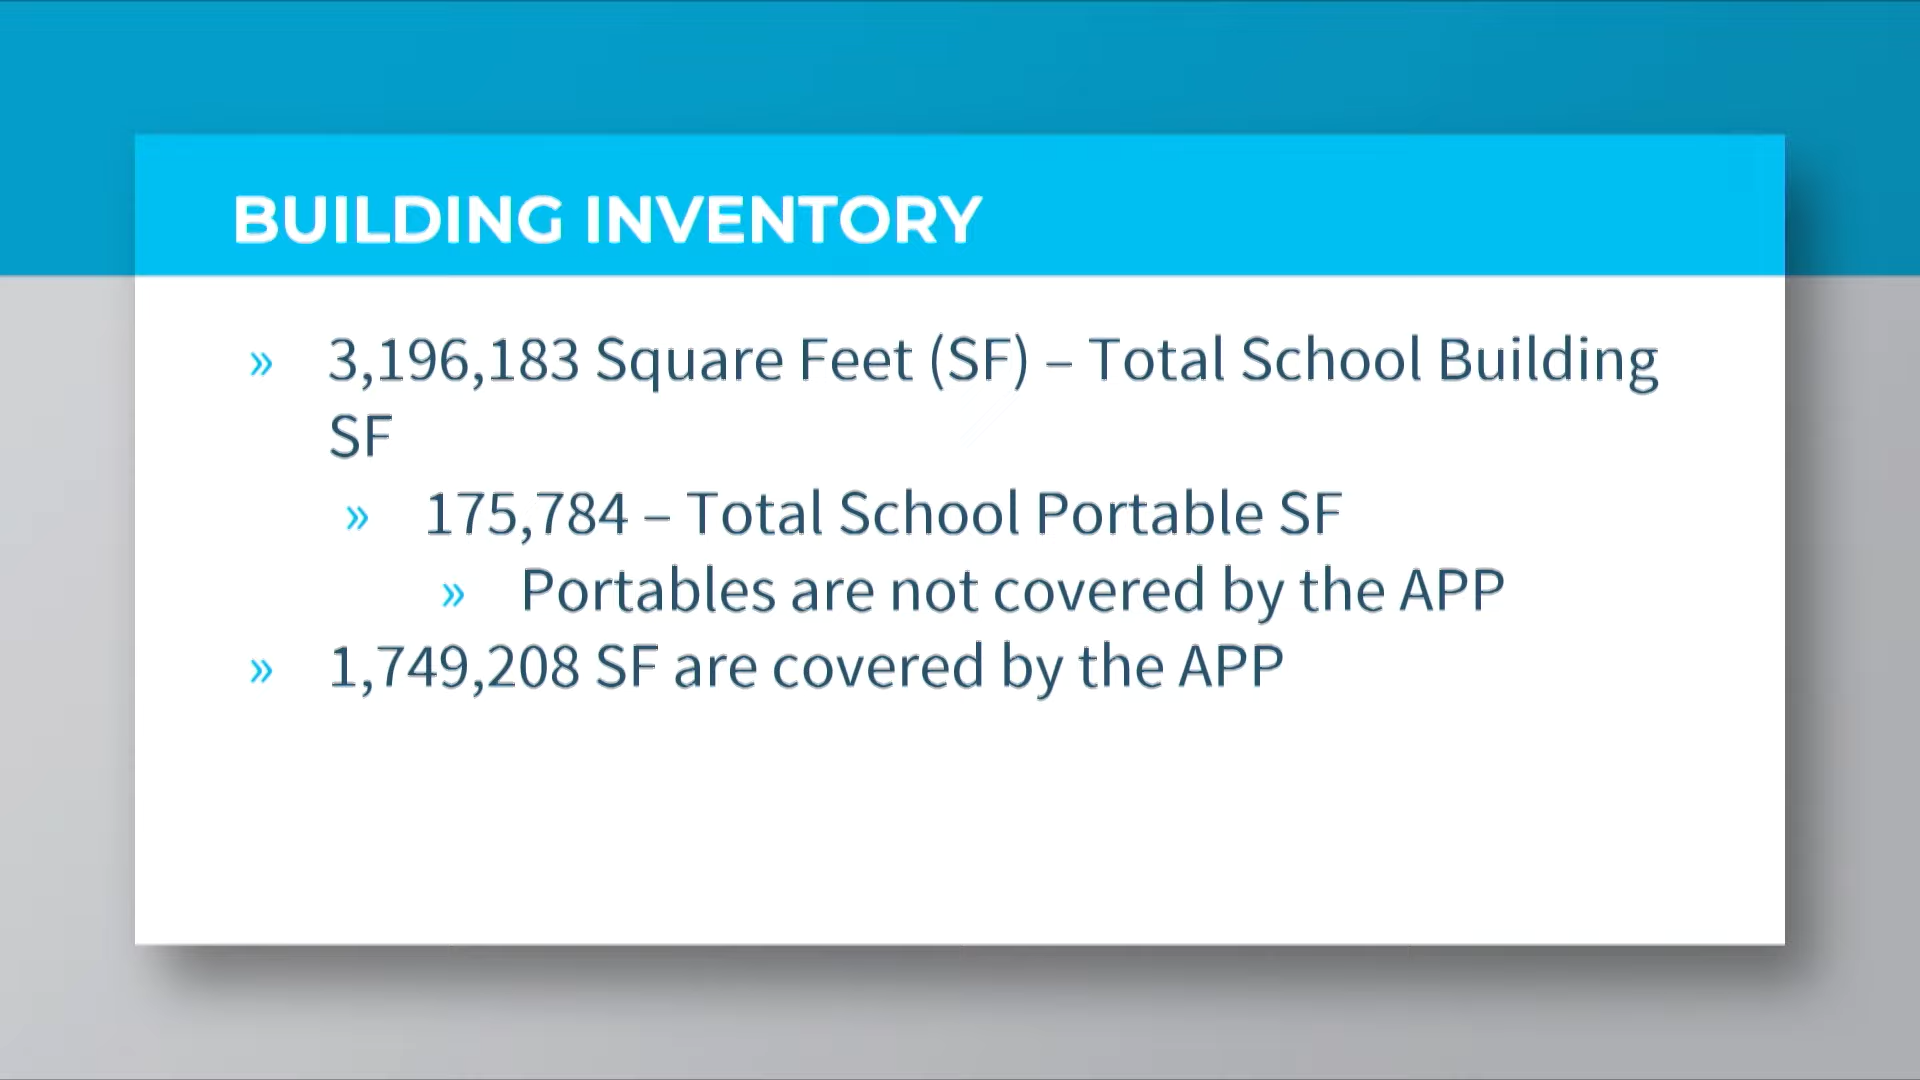 BUILDING INVENTORY
» 3,196,183 Square Feet (SF) – Total School Building
SF
» 175,784 – Total School Portable SF
» Portables are not covered by the APP
» 1,749,208 SF are covered by the APP